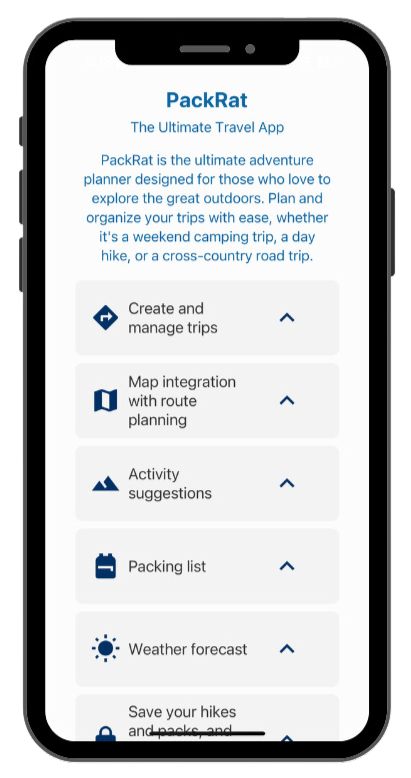 PackRat
The Ultimate Travel App
PackRat is the ultimate adventure
planner designed for those who love to
explore the great outdoors. Plan and
organize your trips with ease, whether
it's a weekend camping trip, a day
hike, or a cross-country road trip.
Create and
manage trips
Map integration
with route
planning
Activity
suggestions
Packing list
Weather forecast
Save your hikes
and packs, and